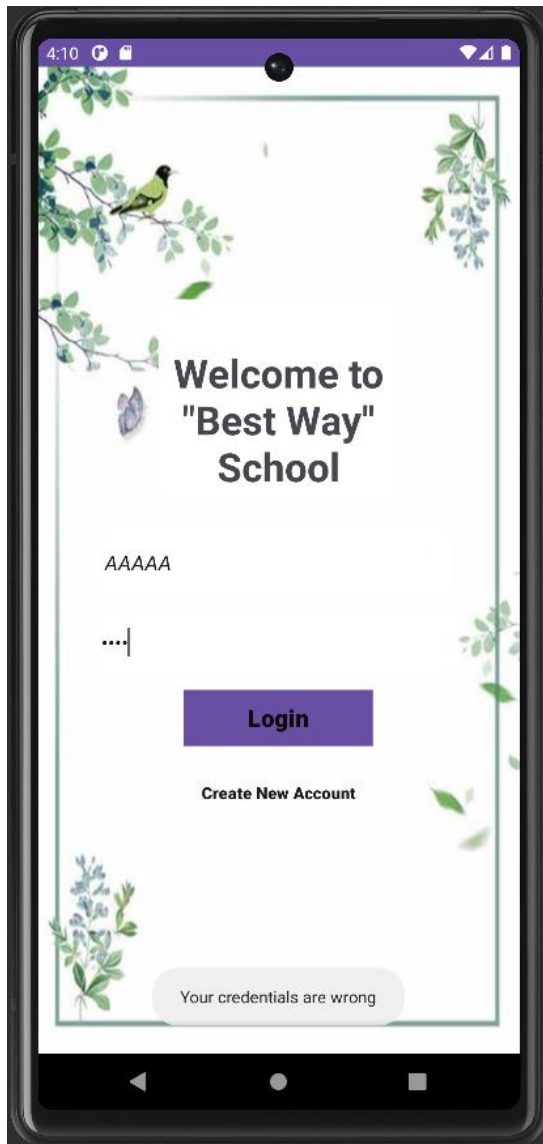 4:10
Welcome to
"Best Way"
School
AAAAA
....
Login
Create New Account
Your credentials are wrong